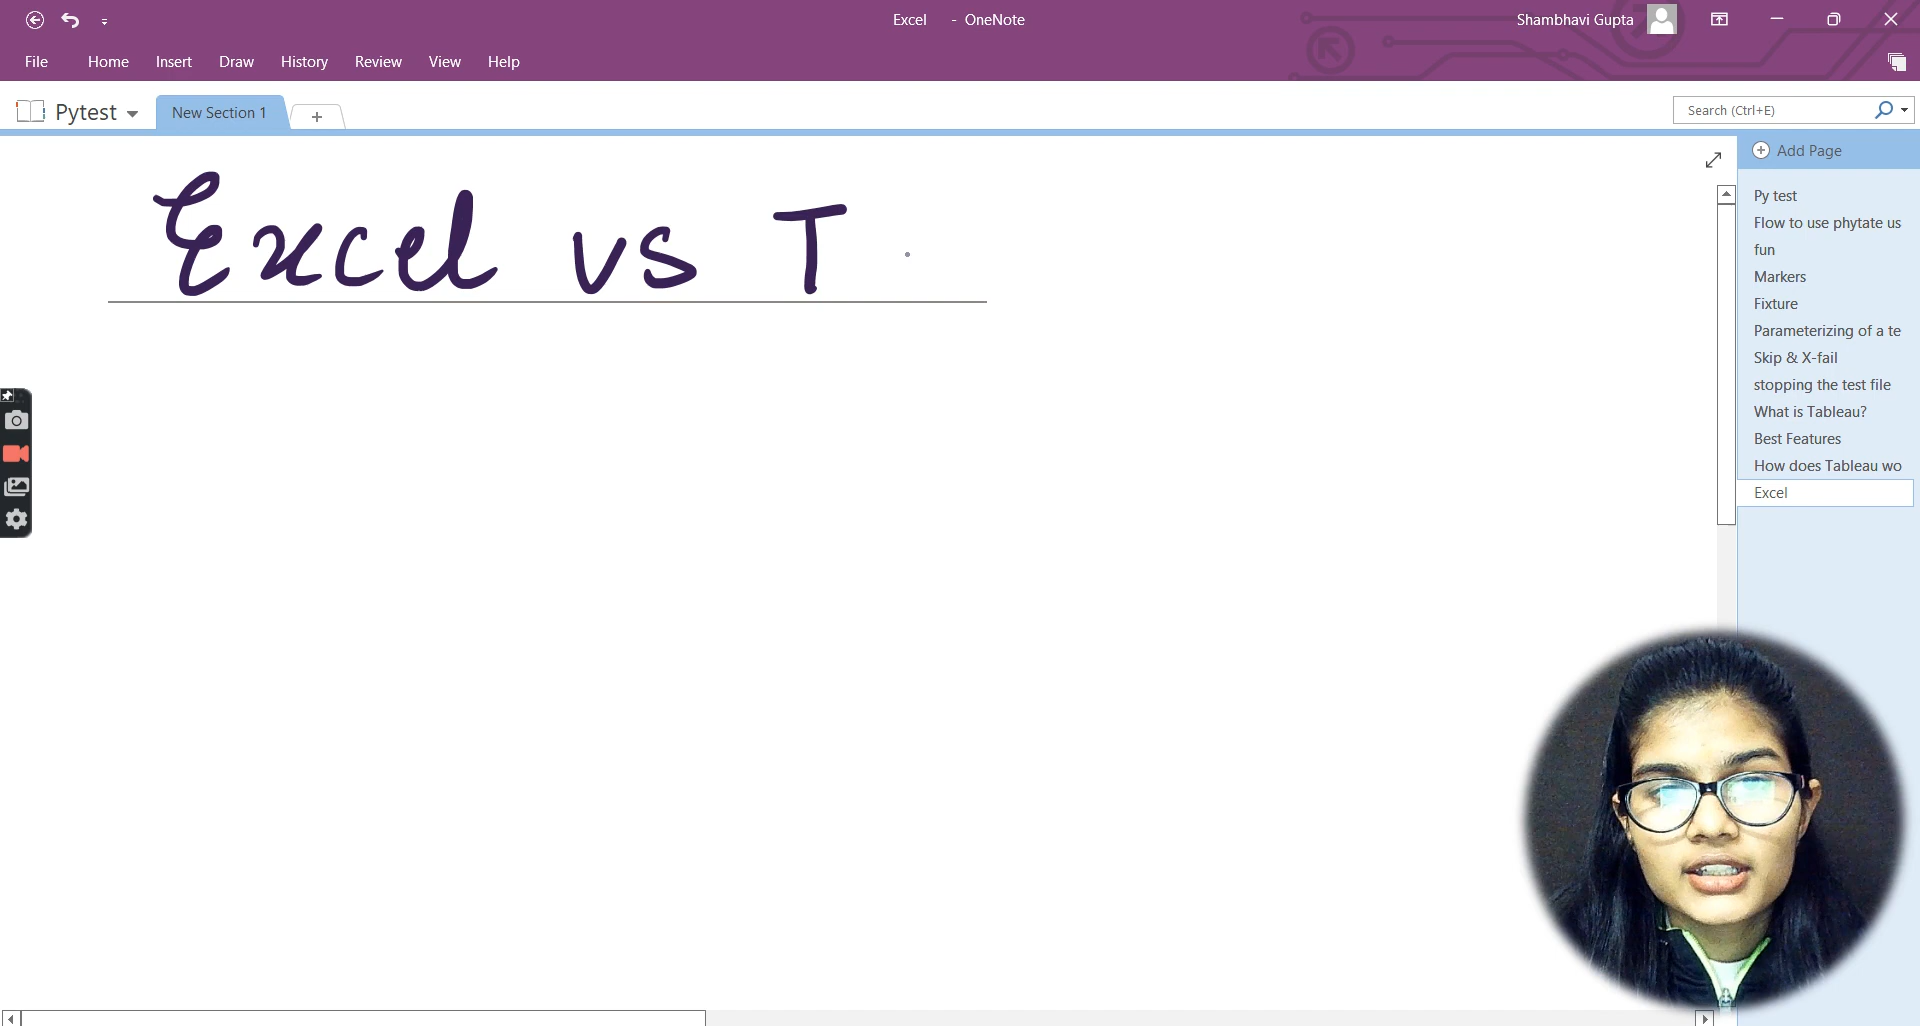 Excel - OneNote
Shambhavi Gupta
File Home Insert Draw History Review View Help
Pytest New Section 1 +
Search (Ctrl+E)
Excel vs T
Add Page
Py test
Flow to use phytate us
fun
Markers
Fixture
Parameterizing of a te
Skip & X-fail
stopping the test file
What is Tableau?
Best Features
How does Tableau wo
Excel